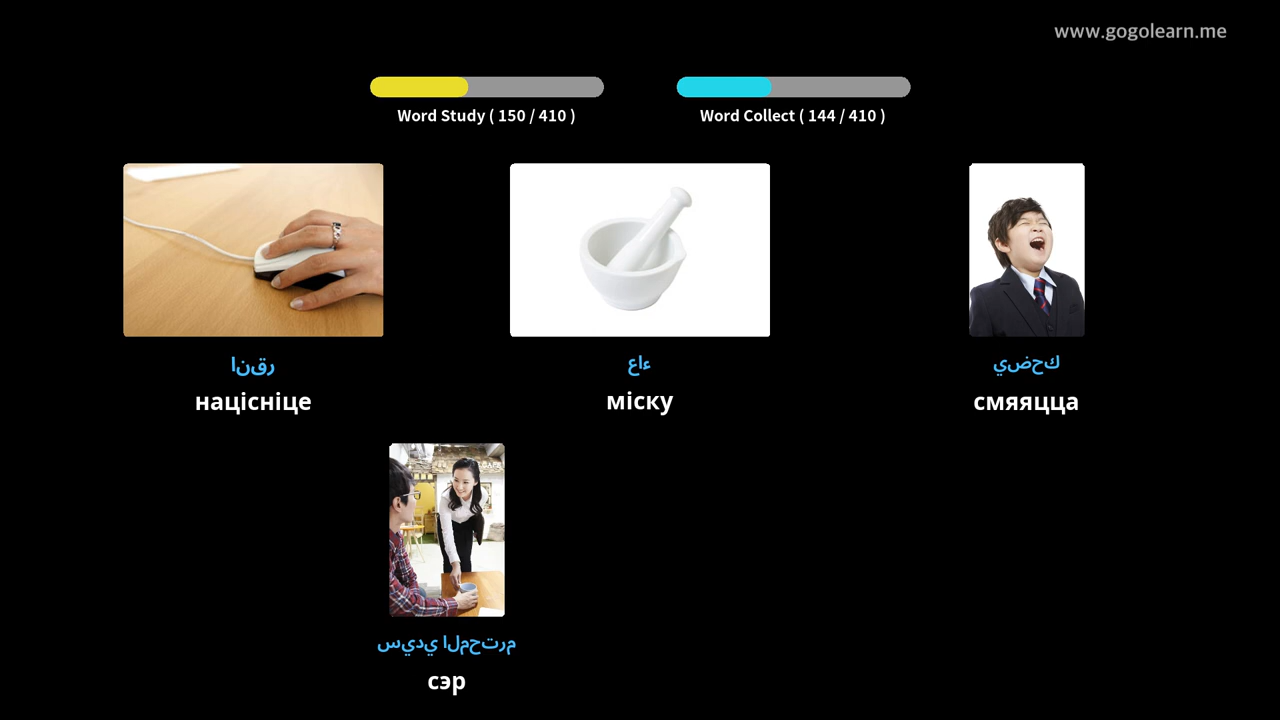 www.gogolearn.me
Word Study ( 150 / 410 )
Word Collect ( 144 / 410 )
انقر
عاء
يضحك
націсніце
міску
смяяцца
سيدي المحترم
сэр